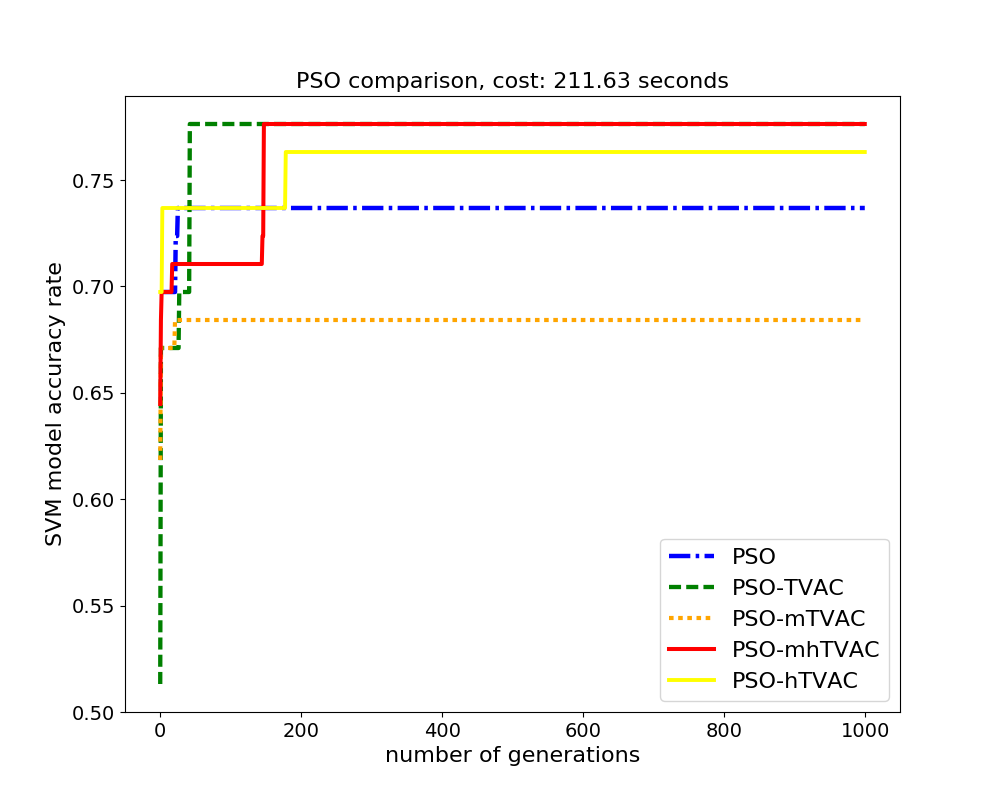 PSO comparison, cost: 211.63 seconds
SVM model accuracy rate
0.75
0.70
0.65
0.60
0.55
0.50
0
200
400
600
800
1000
number of generations
PSO
PSO-TVAC
PSO-mTVAC
PSO-mhTVAC
PSO-hTVAC